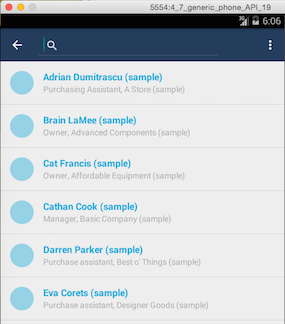 5554:4_7_generic_phone_API_19
3G
6:06
Adrian Dumitrascu (sample)
Purchasing Assistant, A Store (sample)
Brain LaMee (sample)
Owner, Advanced Components (sample)
Cat Francis (sample)
Owner, Affordable Equipment (sample)
Cathan Cook (sample)
Manager, Basic Company (sample)
Darren Parker (sample)
Purchase assistant, Best o' Things (sample)
Eva Corets (sample)
Purchase assistant, Designer Goods (sample)